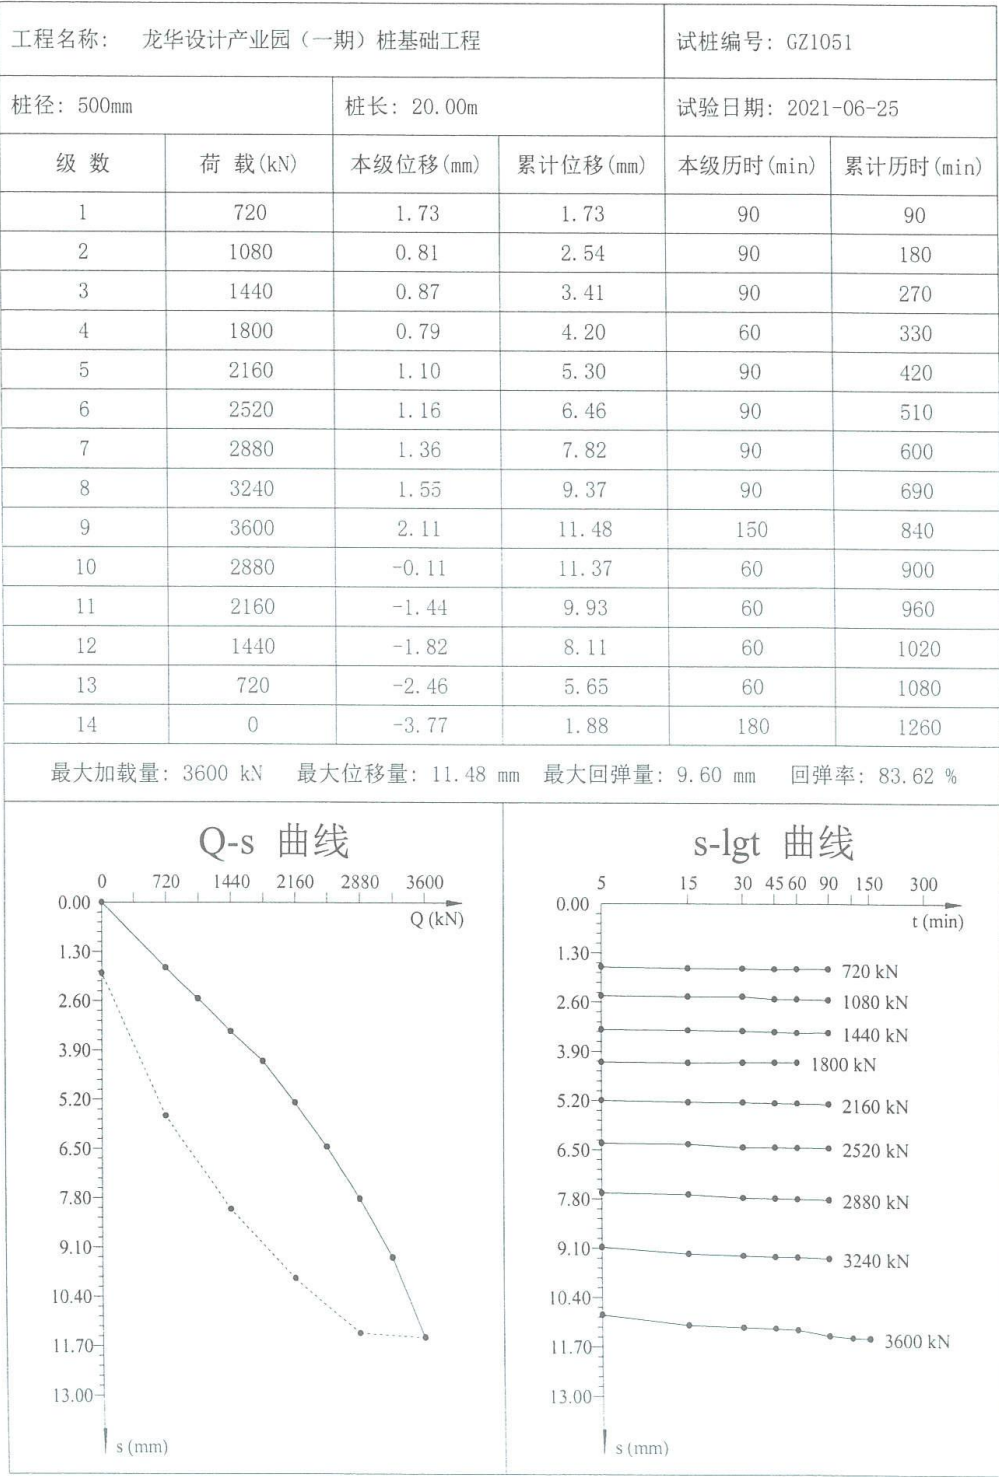 工程名称: 龙华设计产业园（一期）桩基础工程 试桩编号: GZ1051
桩径: 500mm 桩长: 20.00m 试验日期: 2021-06-25
级 数 荷 载(kN) 本级位移(mm) 累计位移(mm) 本级历时(min) 累计历时(min)
1 720 1.73 1.73 90 90
2 1080 0.81 2.54 90 180
3 1440 0.87 3.41 90 270
4 1800 0.79 4.20 60 330
5 2160 1.10 5.30 90 420
6 2520 1.16 6.46 90 510
7 2880 1.36 7.82 90 600
8 3240 1.55 9.37 90 690
9 3600 2.11 11.48 150 840
10 2880 -0.11 11.37 60 900
11 2160 -1.44 9.93 60 960
12 1440 -1.82 8.11 60 1020
13 720 -2.46 5.65 60 1080
14 0 -3.77 1.88 180 1260
最大加载量: 3600 kN 最大位移量: 11.48 mm 最大回弹量: 9.60 mm 回弹率: 83.62 %
Q-s 曲线
0 720 1440 2160 2880 3600
Q (kN)
0.00
1.30
2.60
3.90
5.20
6.50
7.80
9.10
10.40
11.70
13.00
s (mm)
s-lgt 曲线
5 15 30 45 60 90 150 300
t (min)
0.00
1.30
720 kN
2.60
1080 kN
1440 kN
3.90
1800 kN
5.20
2160 kN
6.50
2520 kN
7.80
2880 kN
9.10
3240 kN
10.40
11.70
3600 kN
13.00
s (mm)